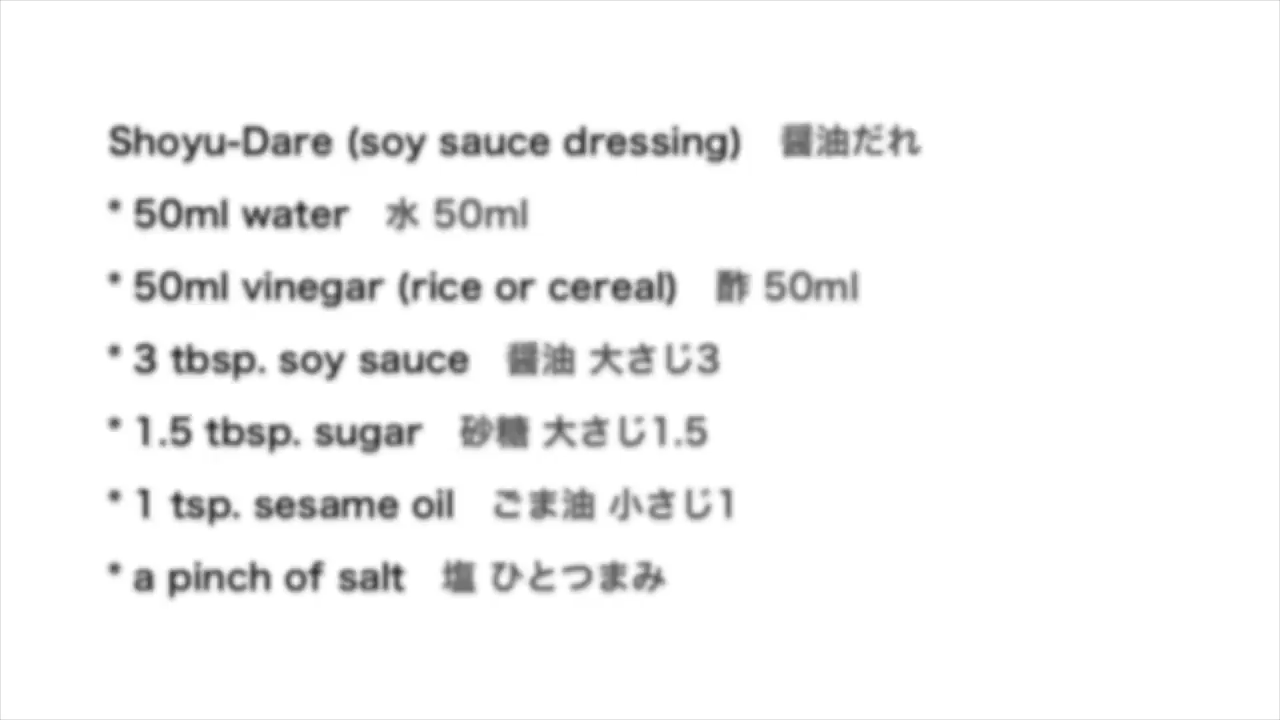 Shoyu-Dare (soy sauce dressing) 醤油だれ
* 50ml water 水 50ml
* 50ml vinegar (rice or cereal) 酢 50ml
* 3 tbsp. soy sauce 醤油 大さじ3
* 1.5 tbsp. sugar 砂糖 大さじ1.5
* 1 tsp. sesame oil ごま油 小さじ1
* a pinch of salt 塩 ひとつまみ